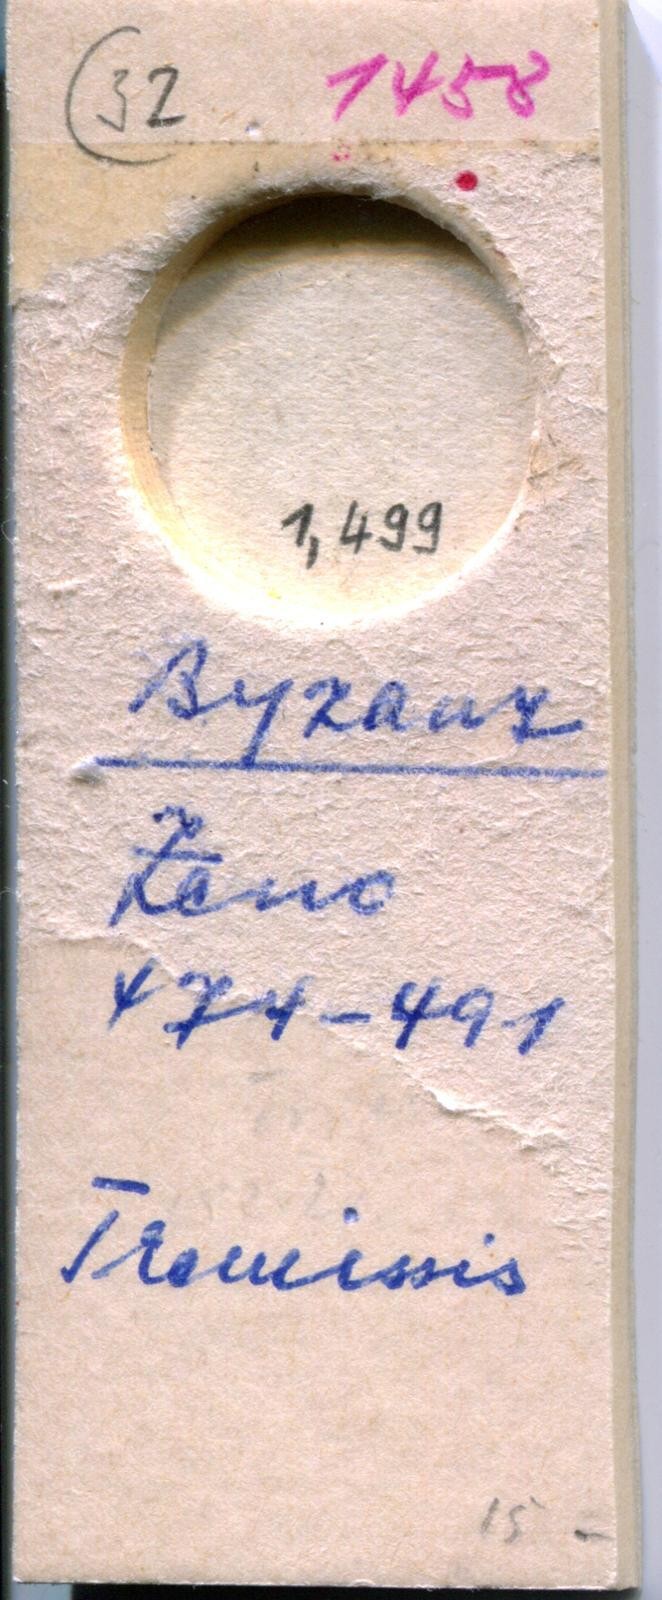 32 1458
1,499
Byzanz
Zeno
474-491
Tremissis
15 -